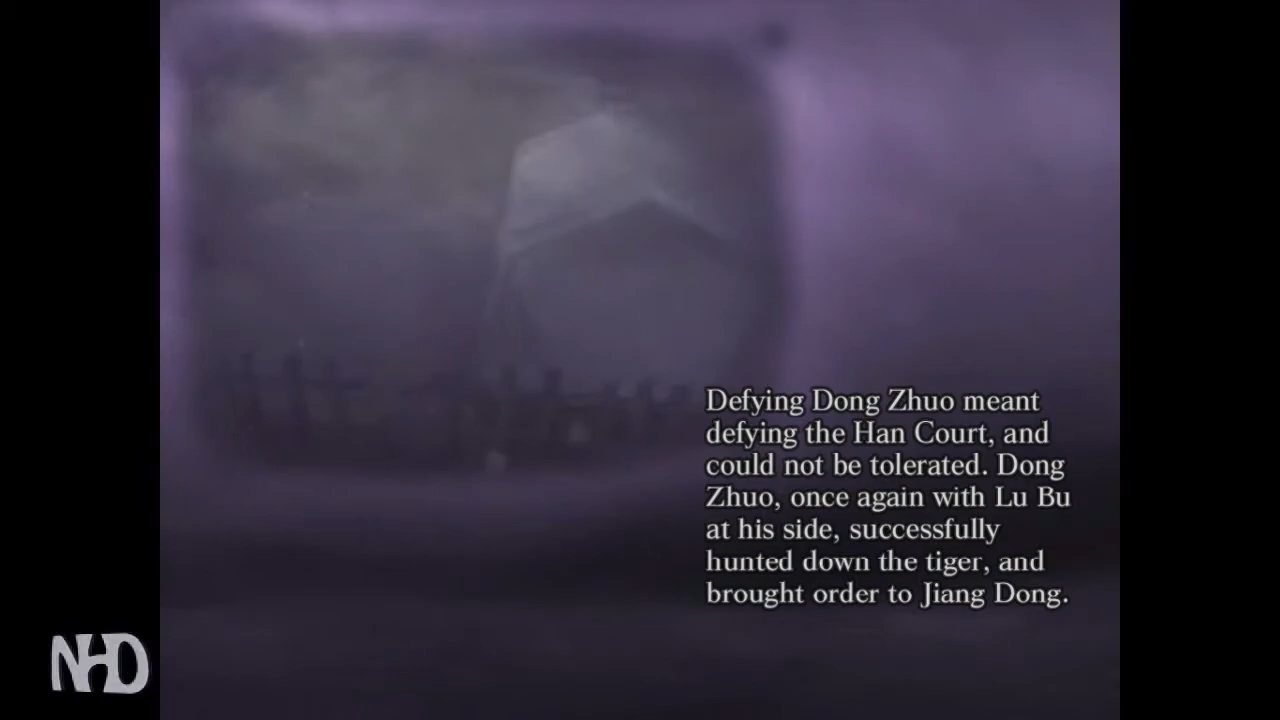 Defying Dong Zhuo meant
defying the Han Court, and
could not be tolerated. Dong
Zhuo, once again with Lu Bu
at his side, successfully
hunted down the tiger, and
brought order to Jiang Dong.
NHD